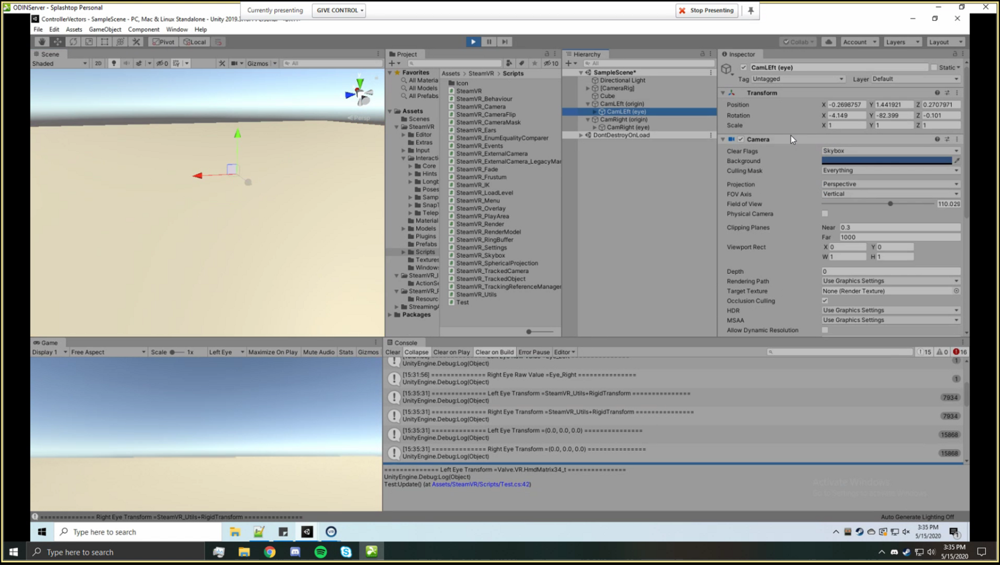 ODINServer - Splashtop Personal
Currently presenting
GIVE CONTROL
Stop Presenting
ControllerVectors - SampleScene - PC, Mac & Linux Standalone - Unity
File Edit Assets GameObject Component Window Help
Pivot Local
Collab Account Layers Layout
Scene
Shaded 2D 0 Gizmos All
Persp
Project
10
Favorites
All Materia
All Models
All Prefabs
Assets
Scenes
SteamVR
Editor
Extras
Input
Interacti
Core
Hints
Longb
Poses
Samp
SnapT
Telep
Material
Models
Plugins
Prefabs
Scripts
Textures
Windows
SteamVR_I
ActionSe
SteamVR_F
Resourc
StreamingA
Packages
Assets > SteamVR > Scripts
Icon
SteamVR
SteamVR_Behaviour
SteamVR_Camera
SteamVR_CameraFlip
SteamVR_CameraMask
SteamVR_Ears
SteamVR_EnumEqualityComparer
SteamVR_Events
SteamVR_ExternalCamera
SteamVR_ExternalCamera_LegacyMar
SteamVR_Fade
SteamVR_Frustum
SteamVR_IK
SteamVR_LoadLevel
SteamVR_Menu
SteamVR_Overlay
SteamVR_PlayArea
SteamVR_Render
SteamVR_RenderModel
SteamVR_RingBuffer
SteamVR_Settings
SteamVR_Skybox
SteamVR_SphericalProjection
SteamVR_TrackedCamera
SteamVR_TrackedObject
SteamVR_TrackingReferenceManager
SteamVR_Utils
Test
Hierarchy
All
SampleScene*
Directional Light
[CameraRig]
Cube
CamLEft (origin)
CamLEft (eye)
CamRight (origin)
CamRight (eye)
DontDestroyOnLoad
Inspector
CamLEft (eye) Static
Tag Untagged Layer Default
Transform
Position X -0.2698757 Y 1.441921 Z 0.2707971
Rotation X -4.149 Y -82.399 Z -0.101
Scale X 1 Y 1 Z 1
Camera
Clear Flags Skybox
Background
Culling Mask Everything
Projection Perspective
FOV Axis Vertical
Field of View 110.029
Physical Camera
Clipping Planes Near 0.3
Far 1000
Viewport Rect X 0 Y 0
W 1 H 1
Depth 0
Rendering Path Use Graphics Settings
Target Texture None (Render Texture)
Occlusion Culling
HDR Use Graphics Settings
MSAA Use Graphics Settings
Allow Dynamic Resolution
Game
Display 1 Free Aspect Scale 1x Left Eye Maximize On Play Mute Audio Stats Gizmos
Console
Clear Collapse Clear on Play Clear on Build Error Pause Editor 15 0 16
UnityEngine.Debug:Log(Object) 1
[15:31:56] ============= Right Eye Raw Value =Eye_Right ===============
UnityEngine.Debug:Log(Object) 1
[15:35:31] ============= Left Eye Transform =SteamVR_Utils+RigidTransform ===============
UnityEngine.Debug:Log(Object) 7934
[15:35:31] ============= Right Eye Transform =SteamVR_Utils+RigidTransform ===============
UnityEngine.Debug:Log(Object) 7934
[15:35:31] ============= Left Eye Transform =(0.0, 0.0, 0.0) ===============
UnityEngine.Debug:Log(Object) 15868
[15:35:31] ============= Right Eye Transform =(0.0, 0.0, 0.0) ===============
UnityEngine.Debug:Log(Object) 15868
============= Left Eye Transform =Valve.VR.HmdMatrix34_t ===============
UnityEngine.Debug:Log(Object)
Test:Update() (at Assets/SteamVR/Scripts/Test.cs:42)
Activate Windows
============= Right Eye Transform =SteamVR_Utils+RigidTransform ===============
Auto Generate Lighting Off
Type here to search
3:35 PM
5/15/2020
1
Type here to search
3:35 PM
5/15/2020